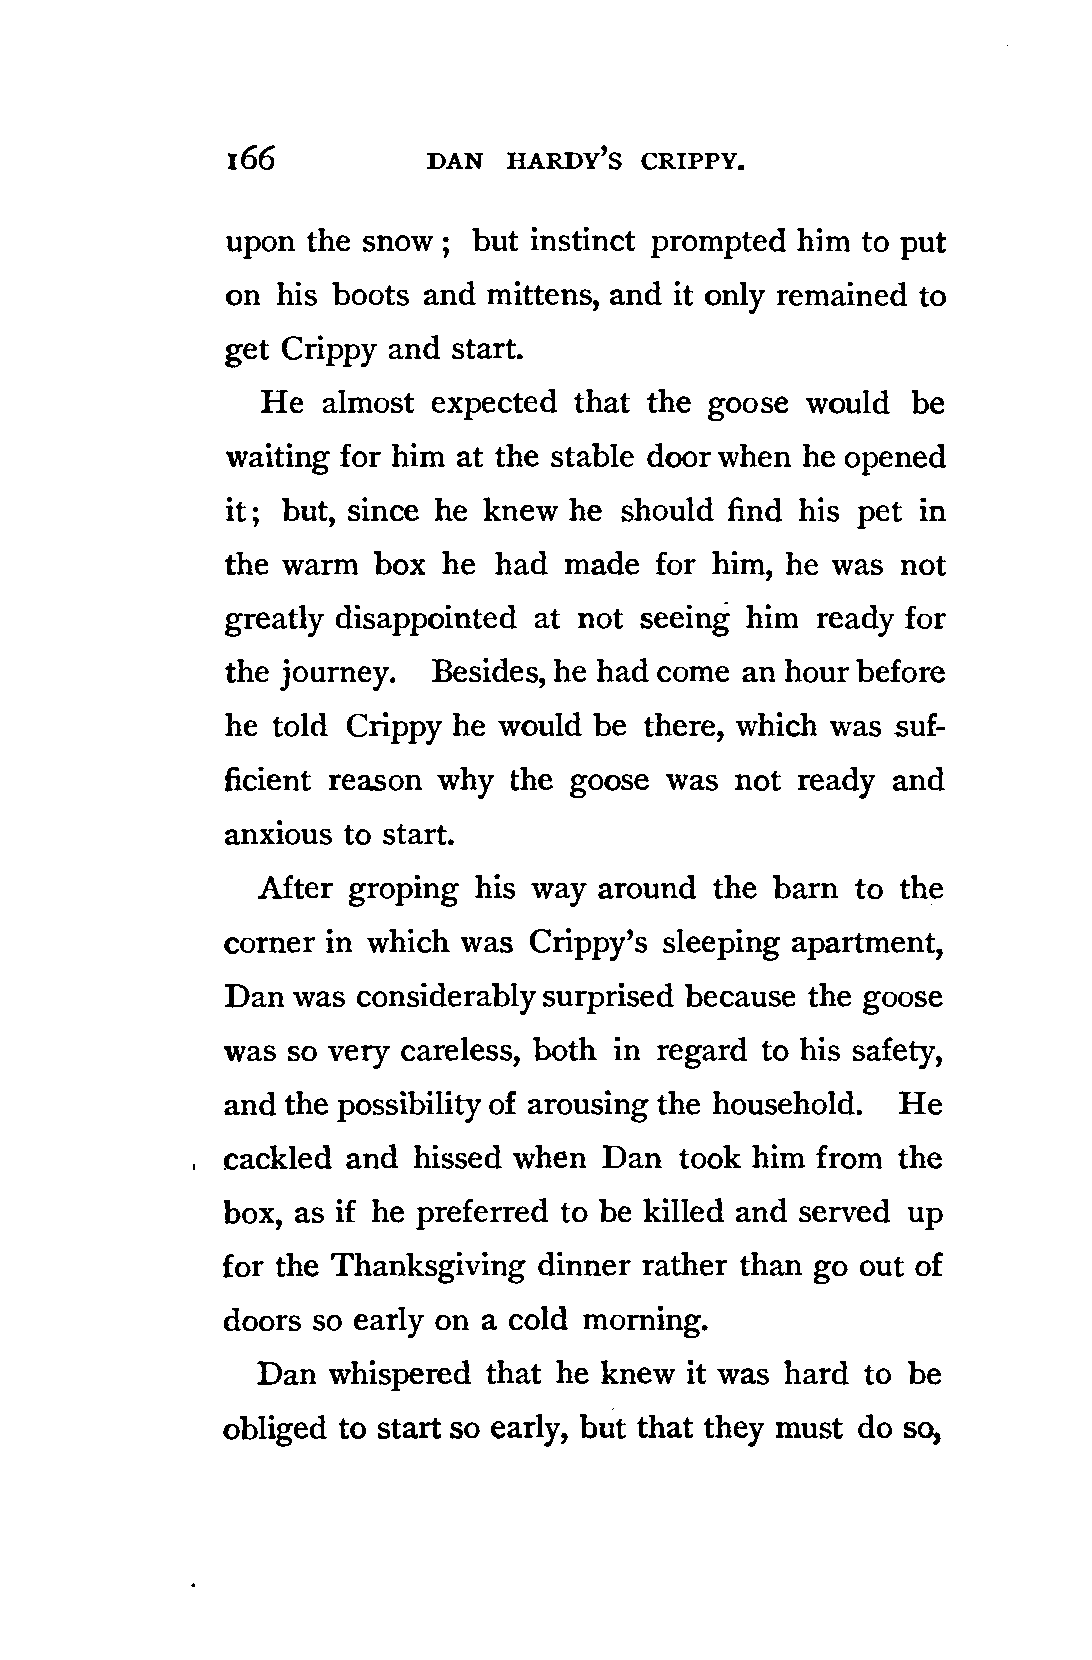 166 DAN HARDY'S CRIPPY.
upon the snow ; but instinct prompted him to put
on his boots and mittens, and it only remained to
get Crippy and start.
He almost expected that the goose would be
waiting for him at the stable door when he opened
it; but, since he knew he should find his pet in
the warm box he had made for him, he was not
greatly disappointed at not seeing him ready for
the journey. Besides, he had come an hour before
he told Crippy he would be there, which was suf-
ficient reason why the goose was not ready and
anxious to start.
After groping his way around the barn to the
corner in which was Crippy's sleeping apartment,
Dan was considerably surprised because the goose
was so very careless, both in regard to his safety,
and the possibility of arousing the household. He
cackled and hissed when Dan took him from the
box, as if he preferred to be killed and served up
for the Thanksgiving dinner rather than go out of
doors so early on a cold morning.
Dan whispered that he knew it was hard to be
obliged to start so early, but that they must do so,